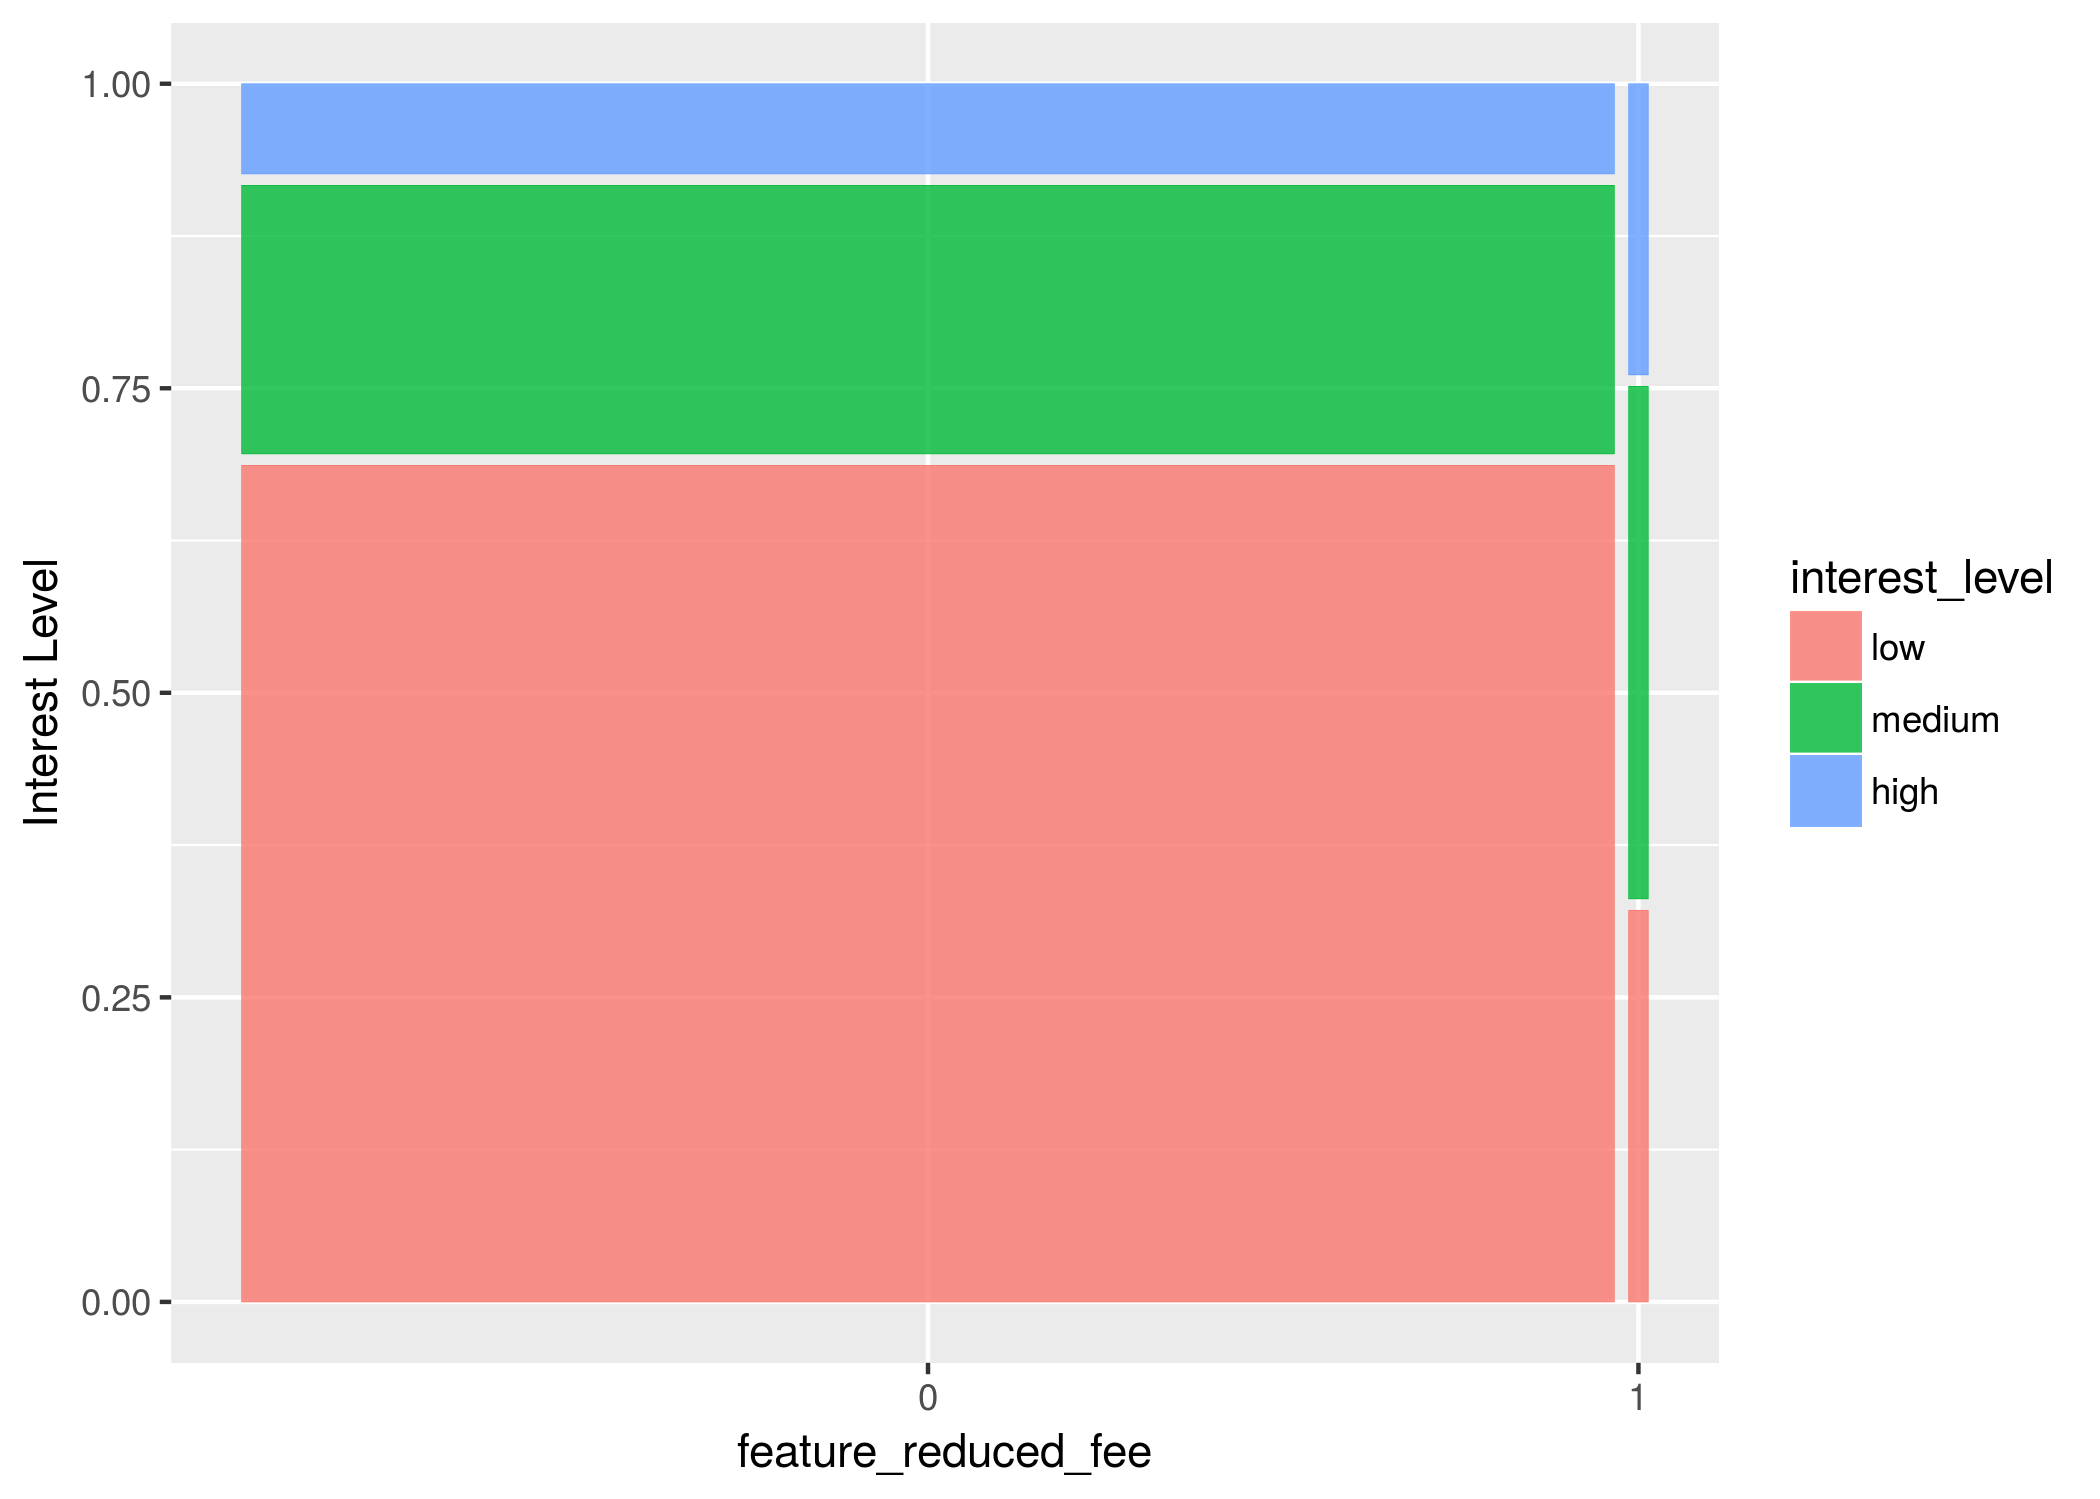 1.00
0.75
0.50
0.25
0.00
Interest Level
0
1
feature_reduced_fee
interest_level
low
medium
high